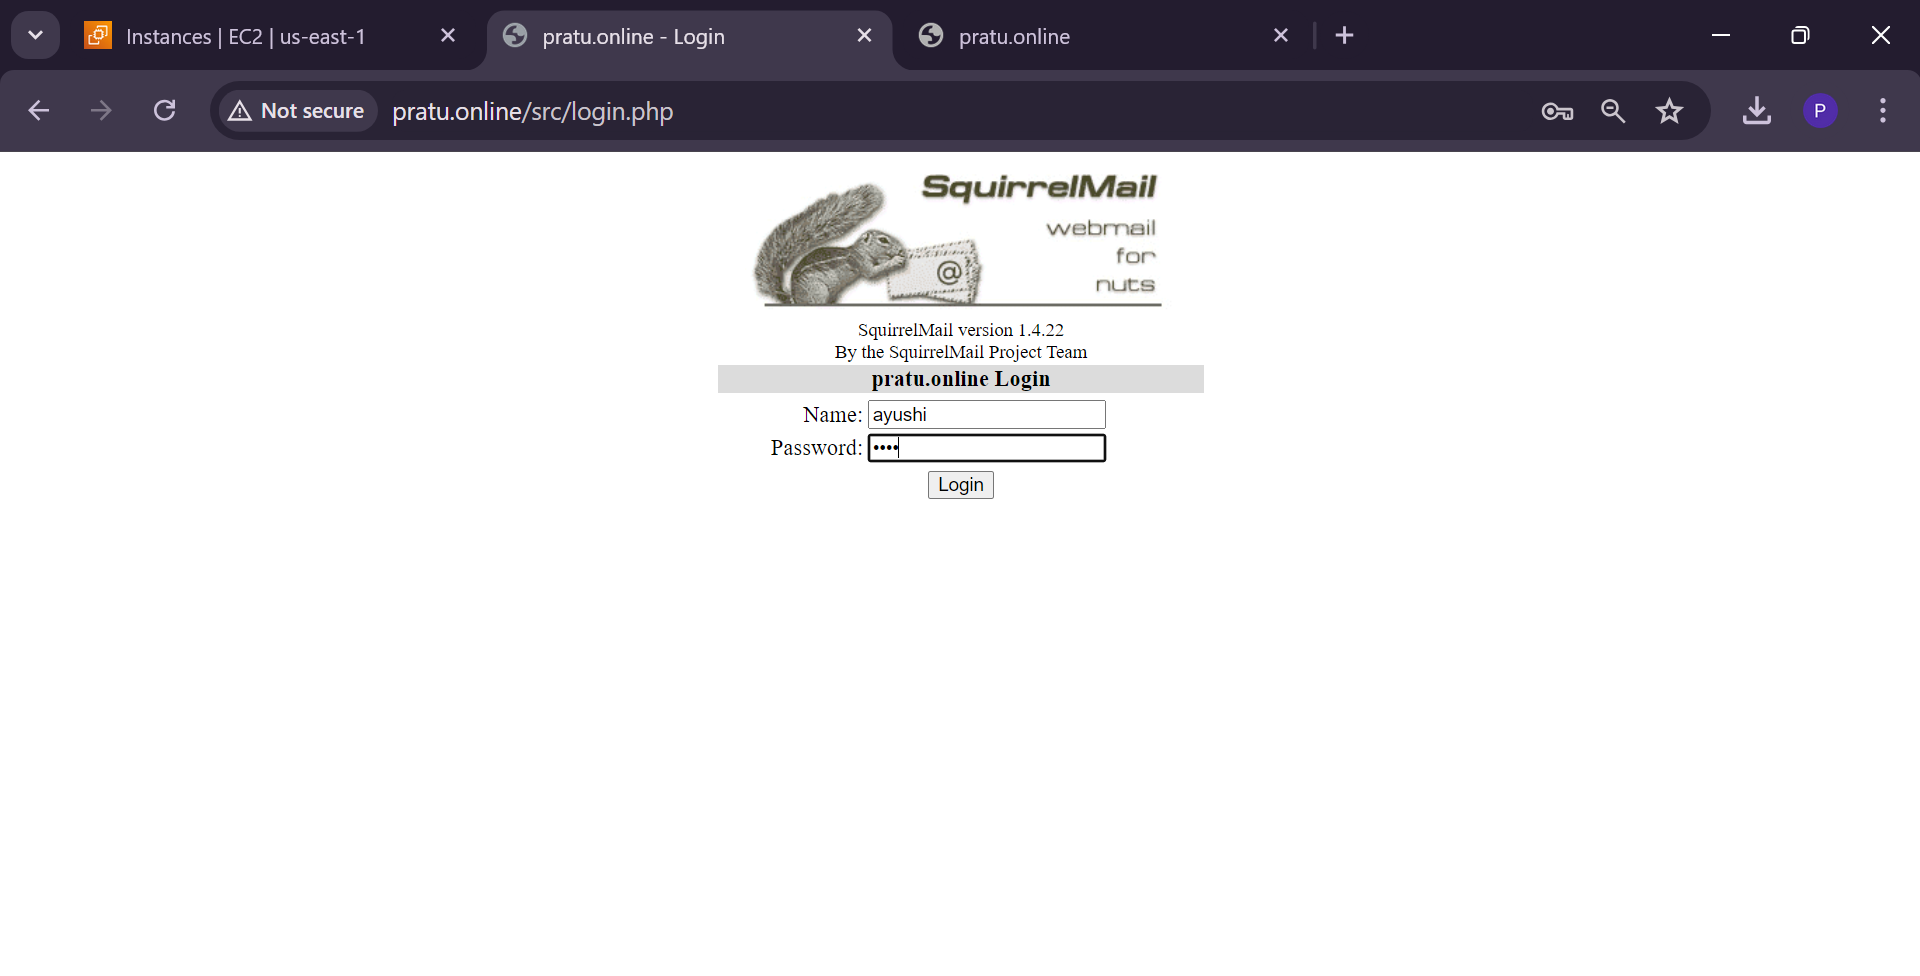 Instances | EC2 | us-east-1
pratu.online - Login
pratu.online
Not secure
pratu.online/src/login.php
P
SquirrelMail
webmail
for
nuts
@
SquirrelMail version 1.4.22
By the SquirrelMail Project Team
pratu.online Login
Name: ayushi
Password: ••••
Login